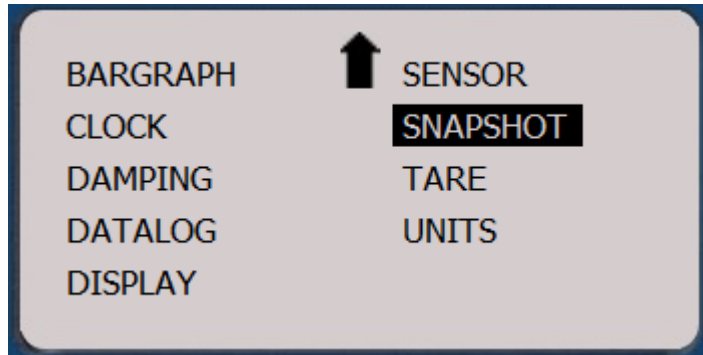 BARGRAPH
CLOCK
DAMPING
DATALOG
DISPLAY
SENSOR
SNAPSHOT
TARE
UNITS